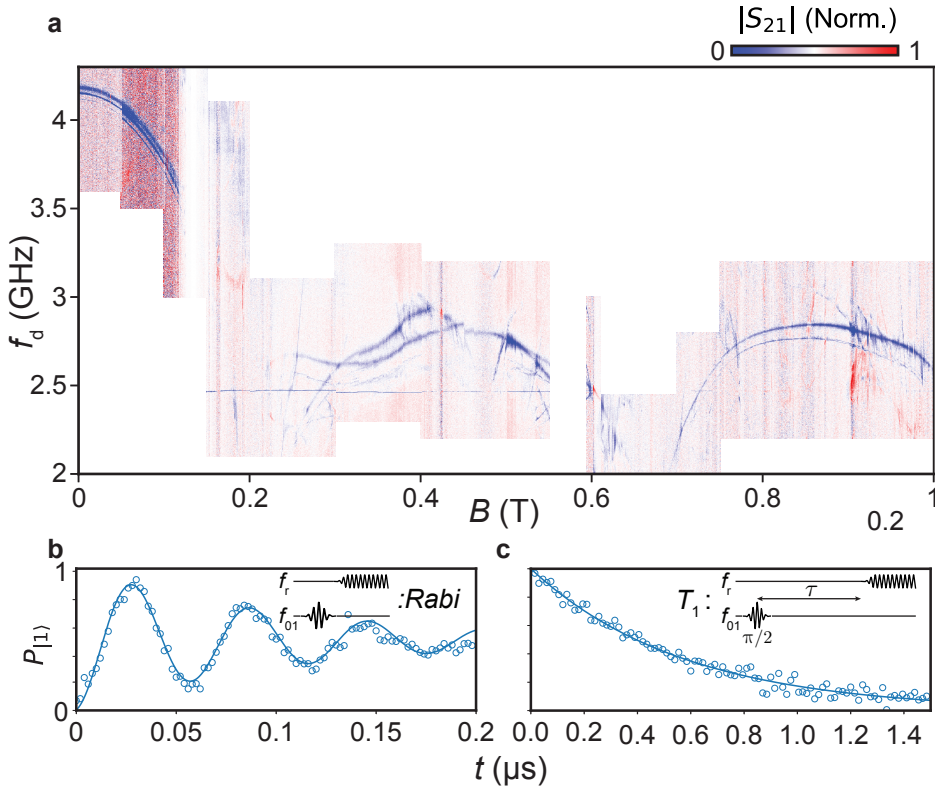 |S21| (Norm.)
0 1
a
fd (GHz)
4
3.5
3
2.5
2
0 0.2 0.4 0.6 0.8 1
B (T)
0.2
b
P|1⟩
1
0
fr
f01
:Rabi
0 0.05 0.1 0.15 0.2
c
T1 :
fr
τ
f01
π/2
0.0 0.2 0.4 0.6 0.8 1.0 1.2 1.4
t (μs)